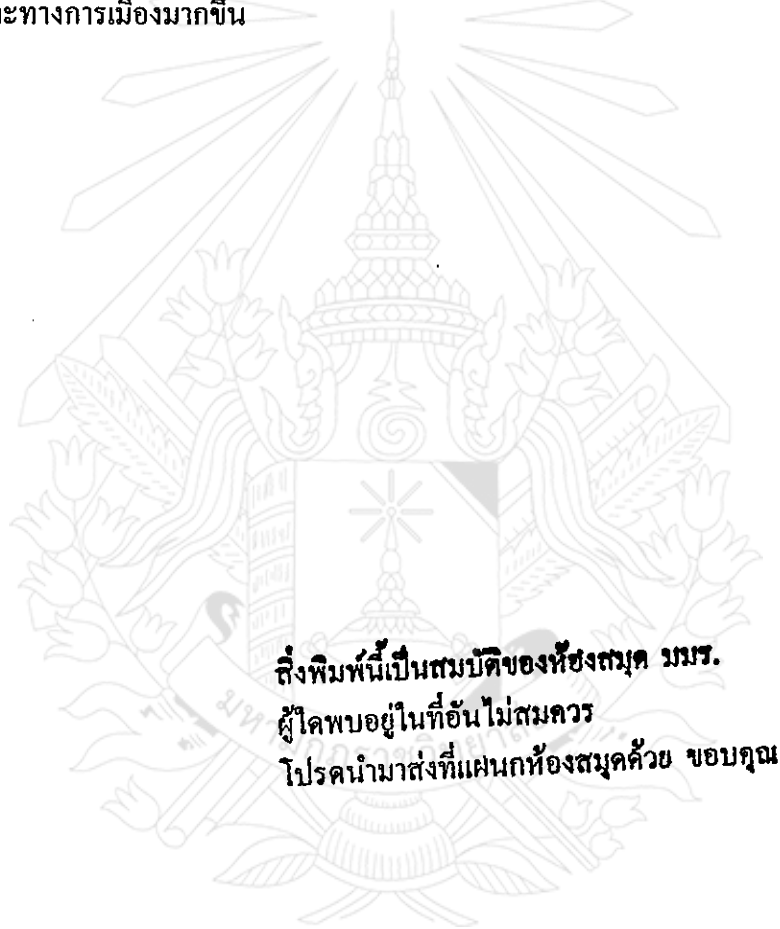 ะทางการเมืองมากขึ้น
สิ่งพิมพ์นี้เป็นสมบัติของห้องสมุด มมร.
ผู้ใดพบอยู่ในที่อันไม่สมควร
โปรดนำมาส่งที่แผนกห้องสมุดด้วย ขอบคุณ